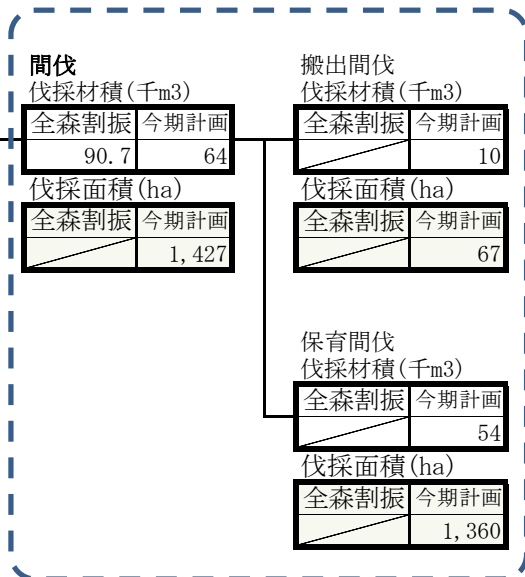 間伐
伐採材積(千m3)
全森割振 今期計画
90.7 64
伐採面積(ha)
全森割振 今期計画
1,427
搬出間伐
伐採材積(千m3)
全森割振 今期計画
10
伐採面積(ha)
全森割振 今期計画
67
保育間伐
伐採材積(千m3)
全森割振 今期計画
54
伐採面積(ha)
全森割振 今期計画
1,360